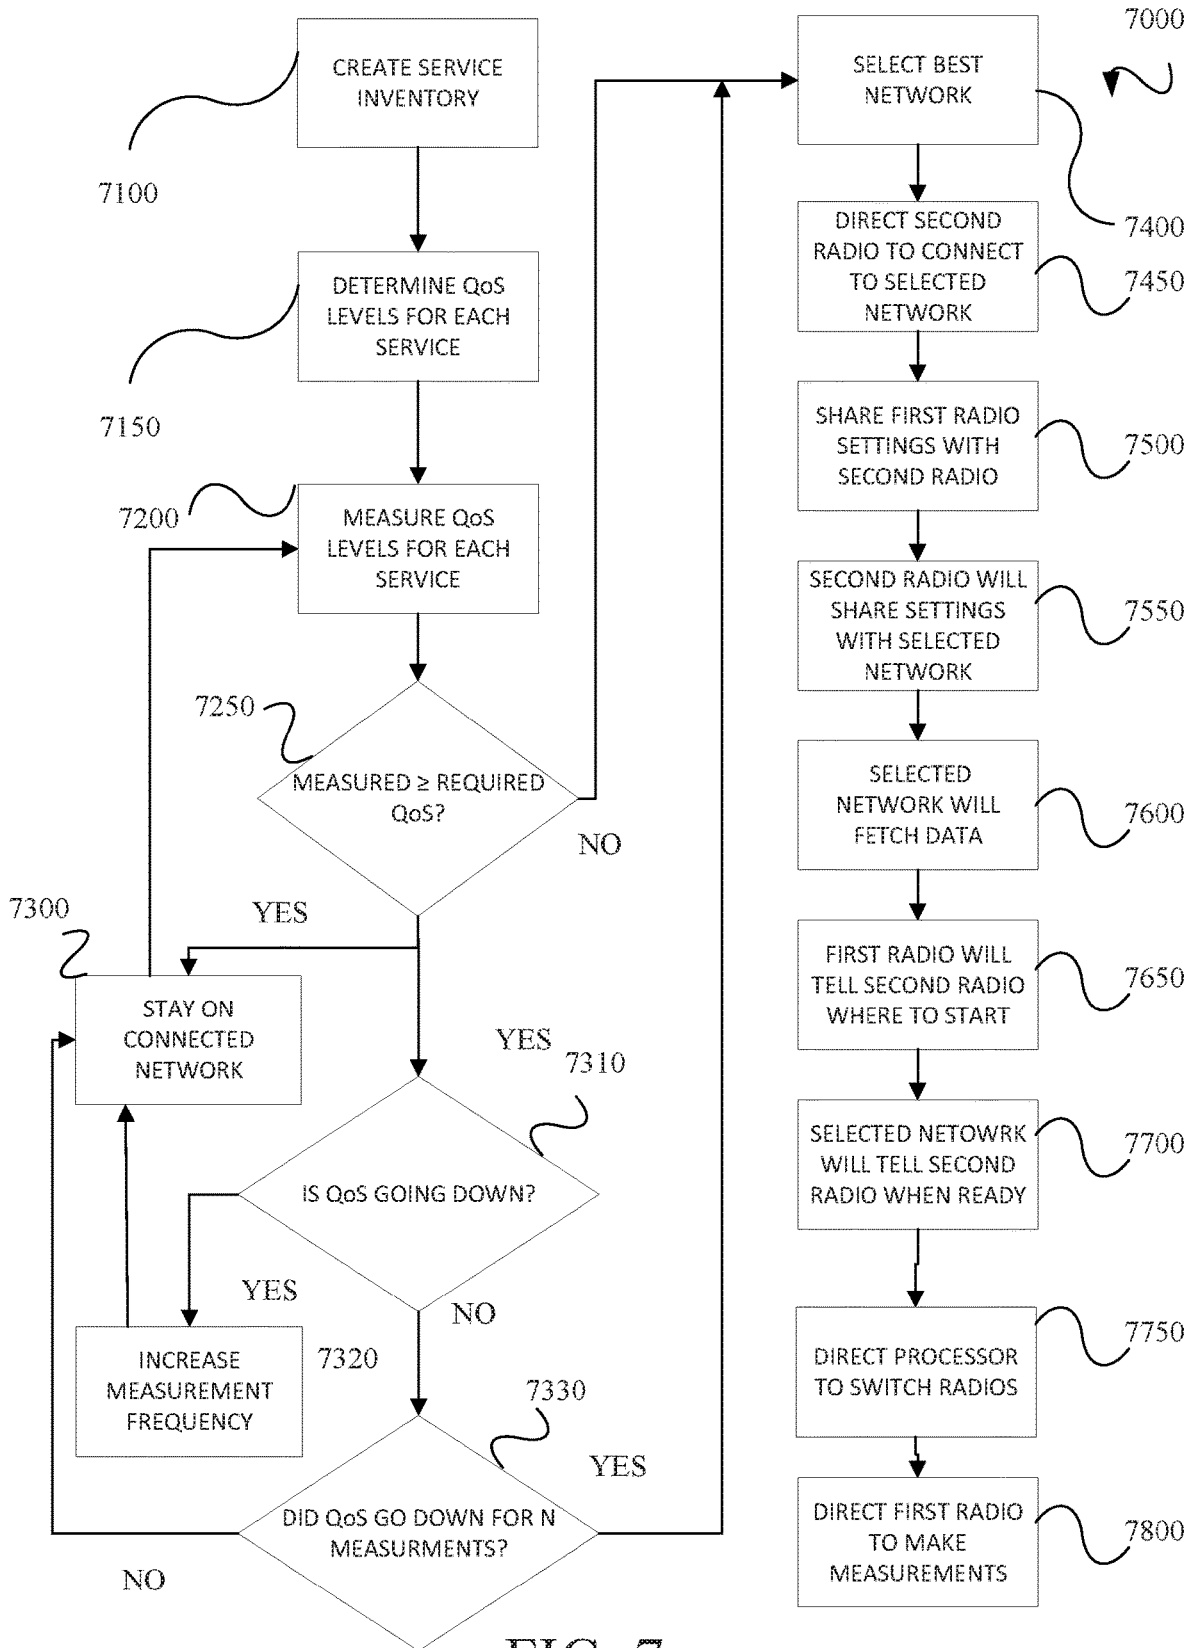 CREATE SERVICE
INVENTORY
7100
DETERMINE QoS
LEVELS FOR EACH
SERVICE
7150
7200
MEASURE QoS
LEVELS FOR EACH
SERVICE
7250
MEASURED ≥ REQUIRED
QoS?
NO
YES
7300
STAY ON
CONNECTED
NETWORK
YES
7310
IS QoS GOING DOWN?
YES
NO
INCREASE
MEASUREMENT
FREQUENCY
7320
7330
DID QoS GO DOWN FOR N
MEASURMENTS?
YES
NO
7000
SELECT BEST
NETWORK
7400
DIRECT SECOND
RADIO TO CONNECT
TO SELECTED
NETWORK
7450
SHARE FIRST RADIO
SETTINGS WITH
SECOND RADIO
7500
SECOND RADIO WILL
SHARE SETTINGS
WITH SELECTED
NETWORK
7550
SELECTED
NETWORK WILL
FETCH DATA
7600
FIRST RADIO WILL
TELL SECOND RADIO
WHERE TO START
7650
SELECTED NETOWRK
WILL TELL SECOND
RADIO WHEN READY
7700
DIRECT PROCESSOR
TO SWITCH RADIOS
7750
DIRECT FIRST RADIO
TO MAKE
MEASUREMENTS
7800
FIG. 7